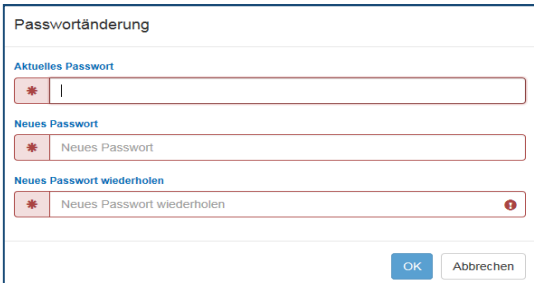 Passwortänderung
Aktuelles Passwort
Neues Passwort
Neues Passwort
Neues Passwort wiederholen
Neues Passwort wiederholen
OK Abbrechen